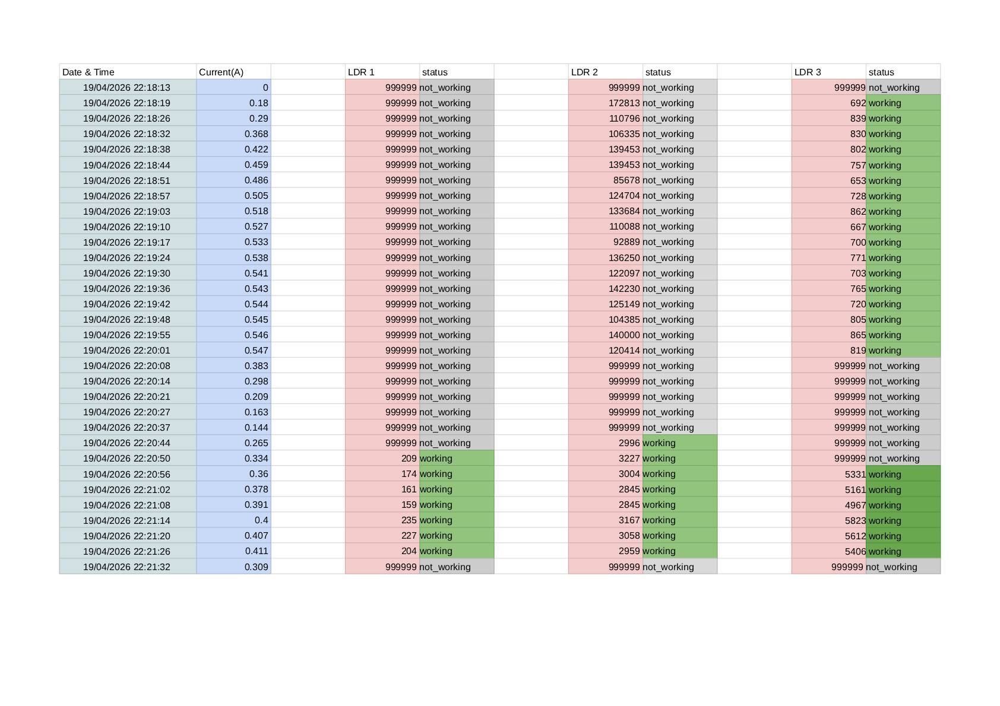 Date & Time Current(A) LDR 1 status LDR 2 status LDR 3 status
19/04/2026 22:18:13 0 999999 not_working 999999 not_working 999999 not_working
19/04/2026 22:18:19 0.18 999999 not_working 172813 not_working 692 working
19/04/2026 22:18:26 0.29 999999 not_working 110796 not_working 839 working
19/04/2026 22:18:32 0.368 999999 not_working 106335 not_working 830 working
19/04/2026 22:18:38 0.422 999999 not_working 139453 not_working 802 working
19/04/2026 22:18:44 0.459 999999 not_working 139453 not_working 757 working
19/04/2026 22:18:51 0.486 999999 not_working 85678 not_working 653 working
19/04/2026 22:18:57 0.505 999999 not_working 124704 not_working 728 working
19/04/2026 22:19:03 0.518 999999 not_working 133684 not_working 862 working
19/04/2026 22:19:10 0.527 999999 not_working 110088 not_working 667 working
19/04/2026 22:19:17 0.533 999999 not_working 92889 not_working 700 working
19/04/2026 22:19:24 0.538 999999 not_working 136250 not_working 771 working
19/04/2026 22:19:30 0.541 999999 not_working 122097 not_working 703 working
19/04/2026 22:19:36 0.543 999999 not_working 142230 not_working 765 working
19/04/2026 22:19:42 0.544 999999 not_working 125149 not_working 720 working
19/04/2026 22:19:48 0.545 999999 not_working 104385 not_working 805 working
19/04/2026 22:19:55 0.546 999999 not_working 140000 not_working 865 working
19/04/2026 22:20:01 0.547 999999 not_working 120414 not_working 819 working
19/04/2026 22:20:08 0.383 999999 not_working 999999 not_working 999999 not_working
19/04/2026 22:20:14 0.298 999999 not_working 999999 not_working 999999 not_working
19/04/2026 22:20:21 0.209 999999 not_working 999999 not_working 999999 not_working
19/04/2026 22:20:27 0.163 999999 not_working 999999 not_working 999999 not_working
19/04/2026 22:20:37 0.144 999999 not_working 999999 not_working 999999 not_working
19/04/2026 22:20:44 0.265 999999 not_working 2996 working 999999 not_working
19/04/2026 22:20:50 0.334 209 working 3227 working 999999 not_working
19/04/2026 22:20:56 0.36 174 working 3004 working 5331 working
19/04/2026 22:21:02 0.378 161 working 2845 working 5161 working
19/04/2026 22:21:08 0.391 159 working 2845 working 4967 working
19/04/2026 22:21:14 0.4 235 working 3167 working 5823 working
19/04/2026 22:21:20 0.407 227 working 3058 working 5612 working
19/04/2026 22:21:26 0.411 204 working 2959 working 5406 working
19/04/2026 22:21:32 0.309 999999 not_working 999999 not_working 999999 not_working